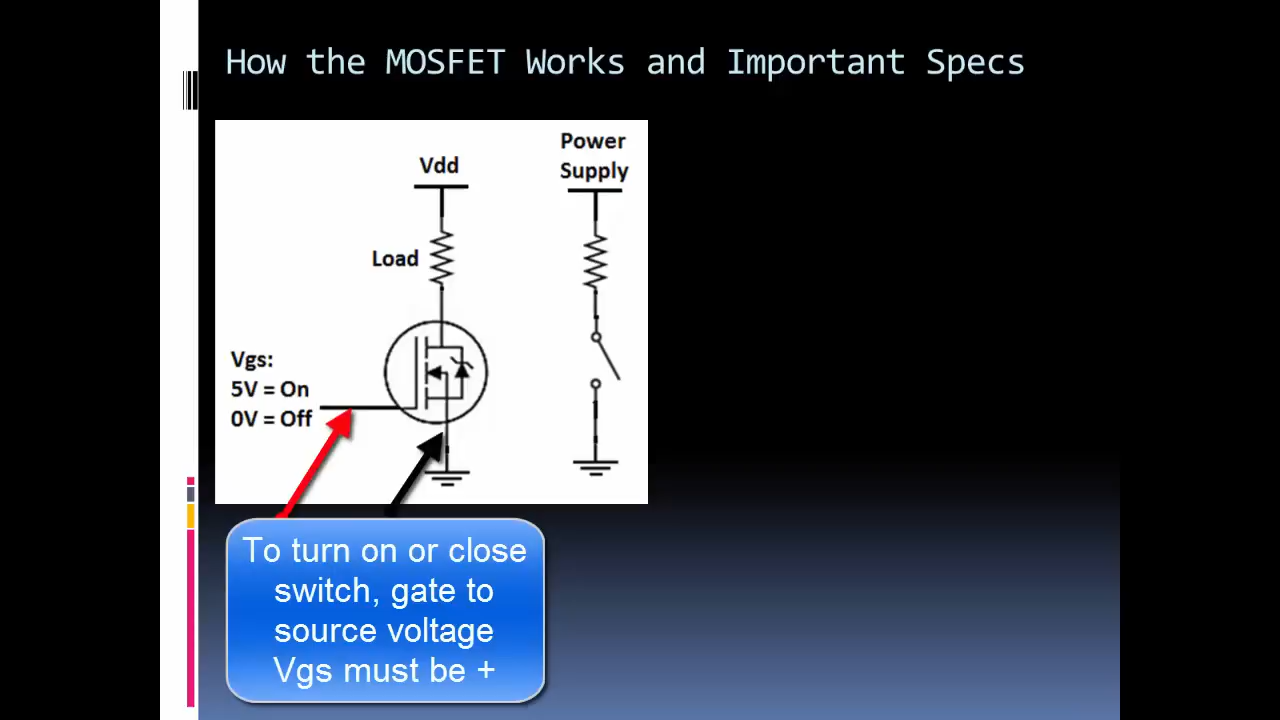 How the MOSFET Works and Important Specs
Power
Supply
Vdd
Load
Vgs:
5V = On
0V = Off
To turn on or close
switch, gate to
source voltage
Vgs must be +